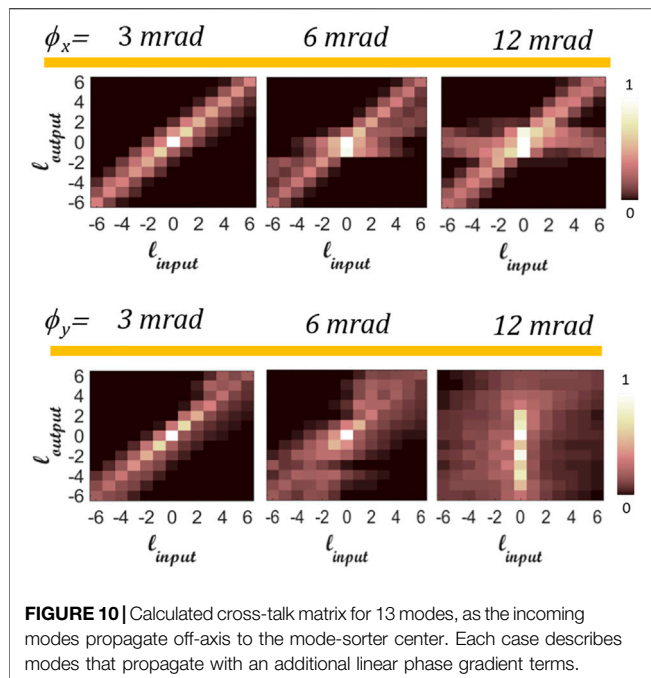 ϕx= 3 mrad 6 mrad 12 mrad
6
4
2
0
-2
-4
-6
ℓoutput
-6 -4 -2 0 2 4 6
-6 -4 -2 0 2 4 6
-6 -4 -2 0 2 4 6
ℓinput
ℓinput
ℓinput
1
0
ϕy= 3 mrad 6 mrad 12 mrad
6
4
2
0
-2
-4
-6
ℓoutput
-6 -4 -2 0 2 4 6
-6 -4 -2 0 2 4 6
-6 -4 -2 0 2 4 6
ℓinput
ℓinput
ℓinput
1
0
FIGURE 10 | Calculated cross-talk matrix for 13 modes, as the incoming
modes propagate off-axis to the mode-sorter center. Each case describes
modes that propagate with an additional linear phase gradient terms.